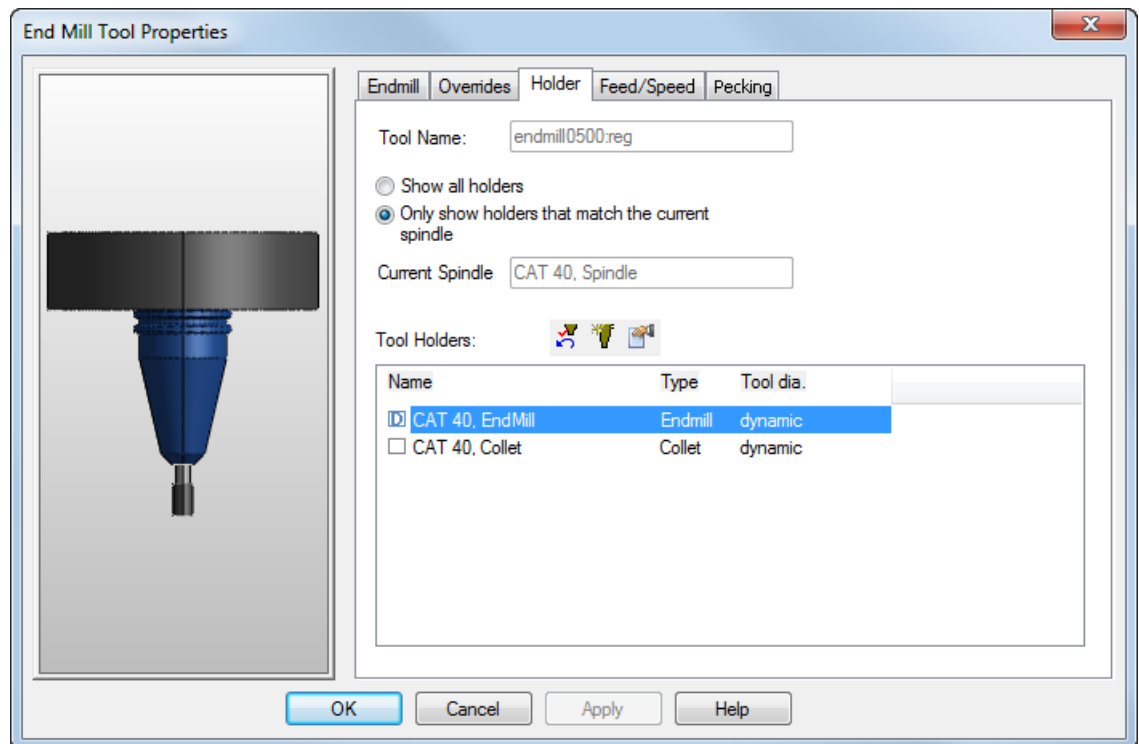 End Mill Tool Properties
Endmill Overrides Holder Feed/Speed Pecking
Tool Name: endmill0500:reg
Show all holders
Only show holders that match the current
spindle
Current Spindle CAT 40, Spindle
Tool Holders:
Name Type Tool dia.
D CAT 40, EndMill Endmill dynamic
CAT 40, Collet Collet dynamic
OK Cancel Apply Help